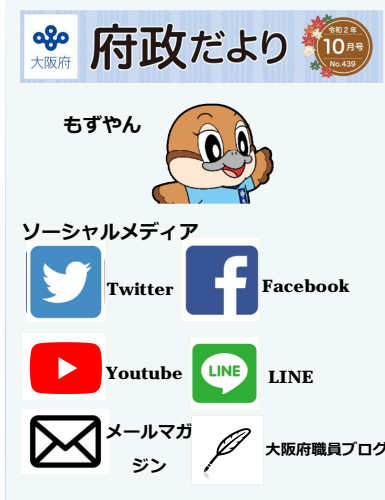 大阪府
府政だより
令和2年
10月号
No.439
もずやん
ソーシャルメディア
Twitter
Facebook
Youtube
LINE
LINE
メールマガ
ジン
大阪府職員ブログ